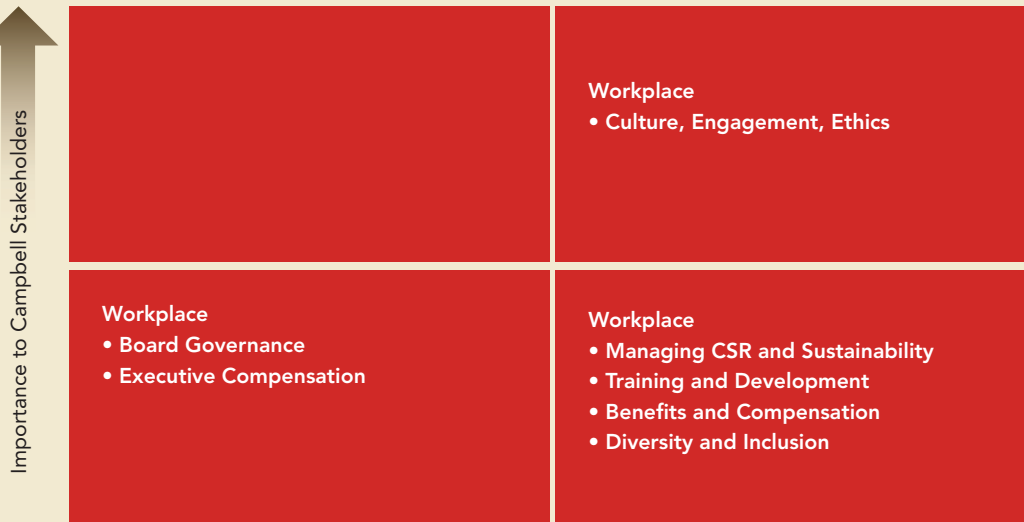 Importance to Campbell Stakeholders
Workplace
• Culture, Engagement, Ethics
Workplace
• Board Governance
• Executive Compensation
Workplace
• Managing CSR and Sustainability
• Training and Development
• Benefits and Compensation
• Diversity and Inclusion